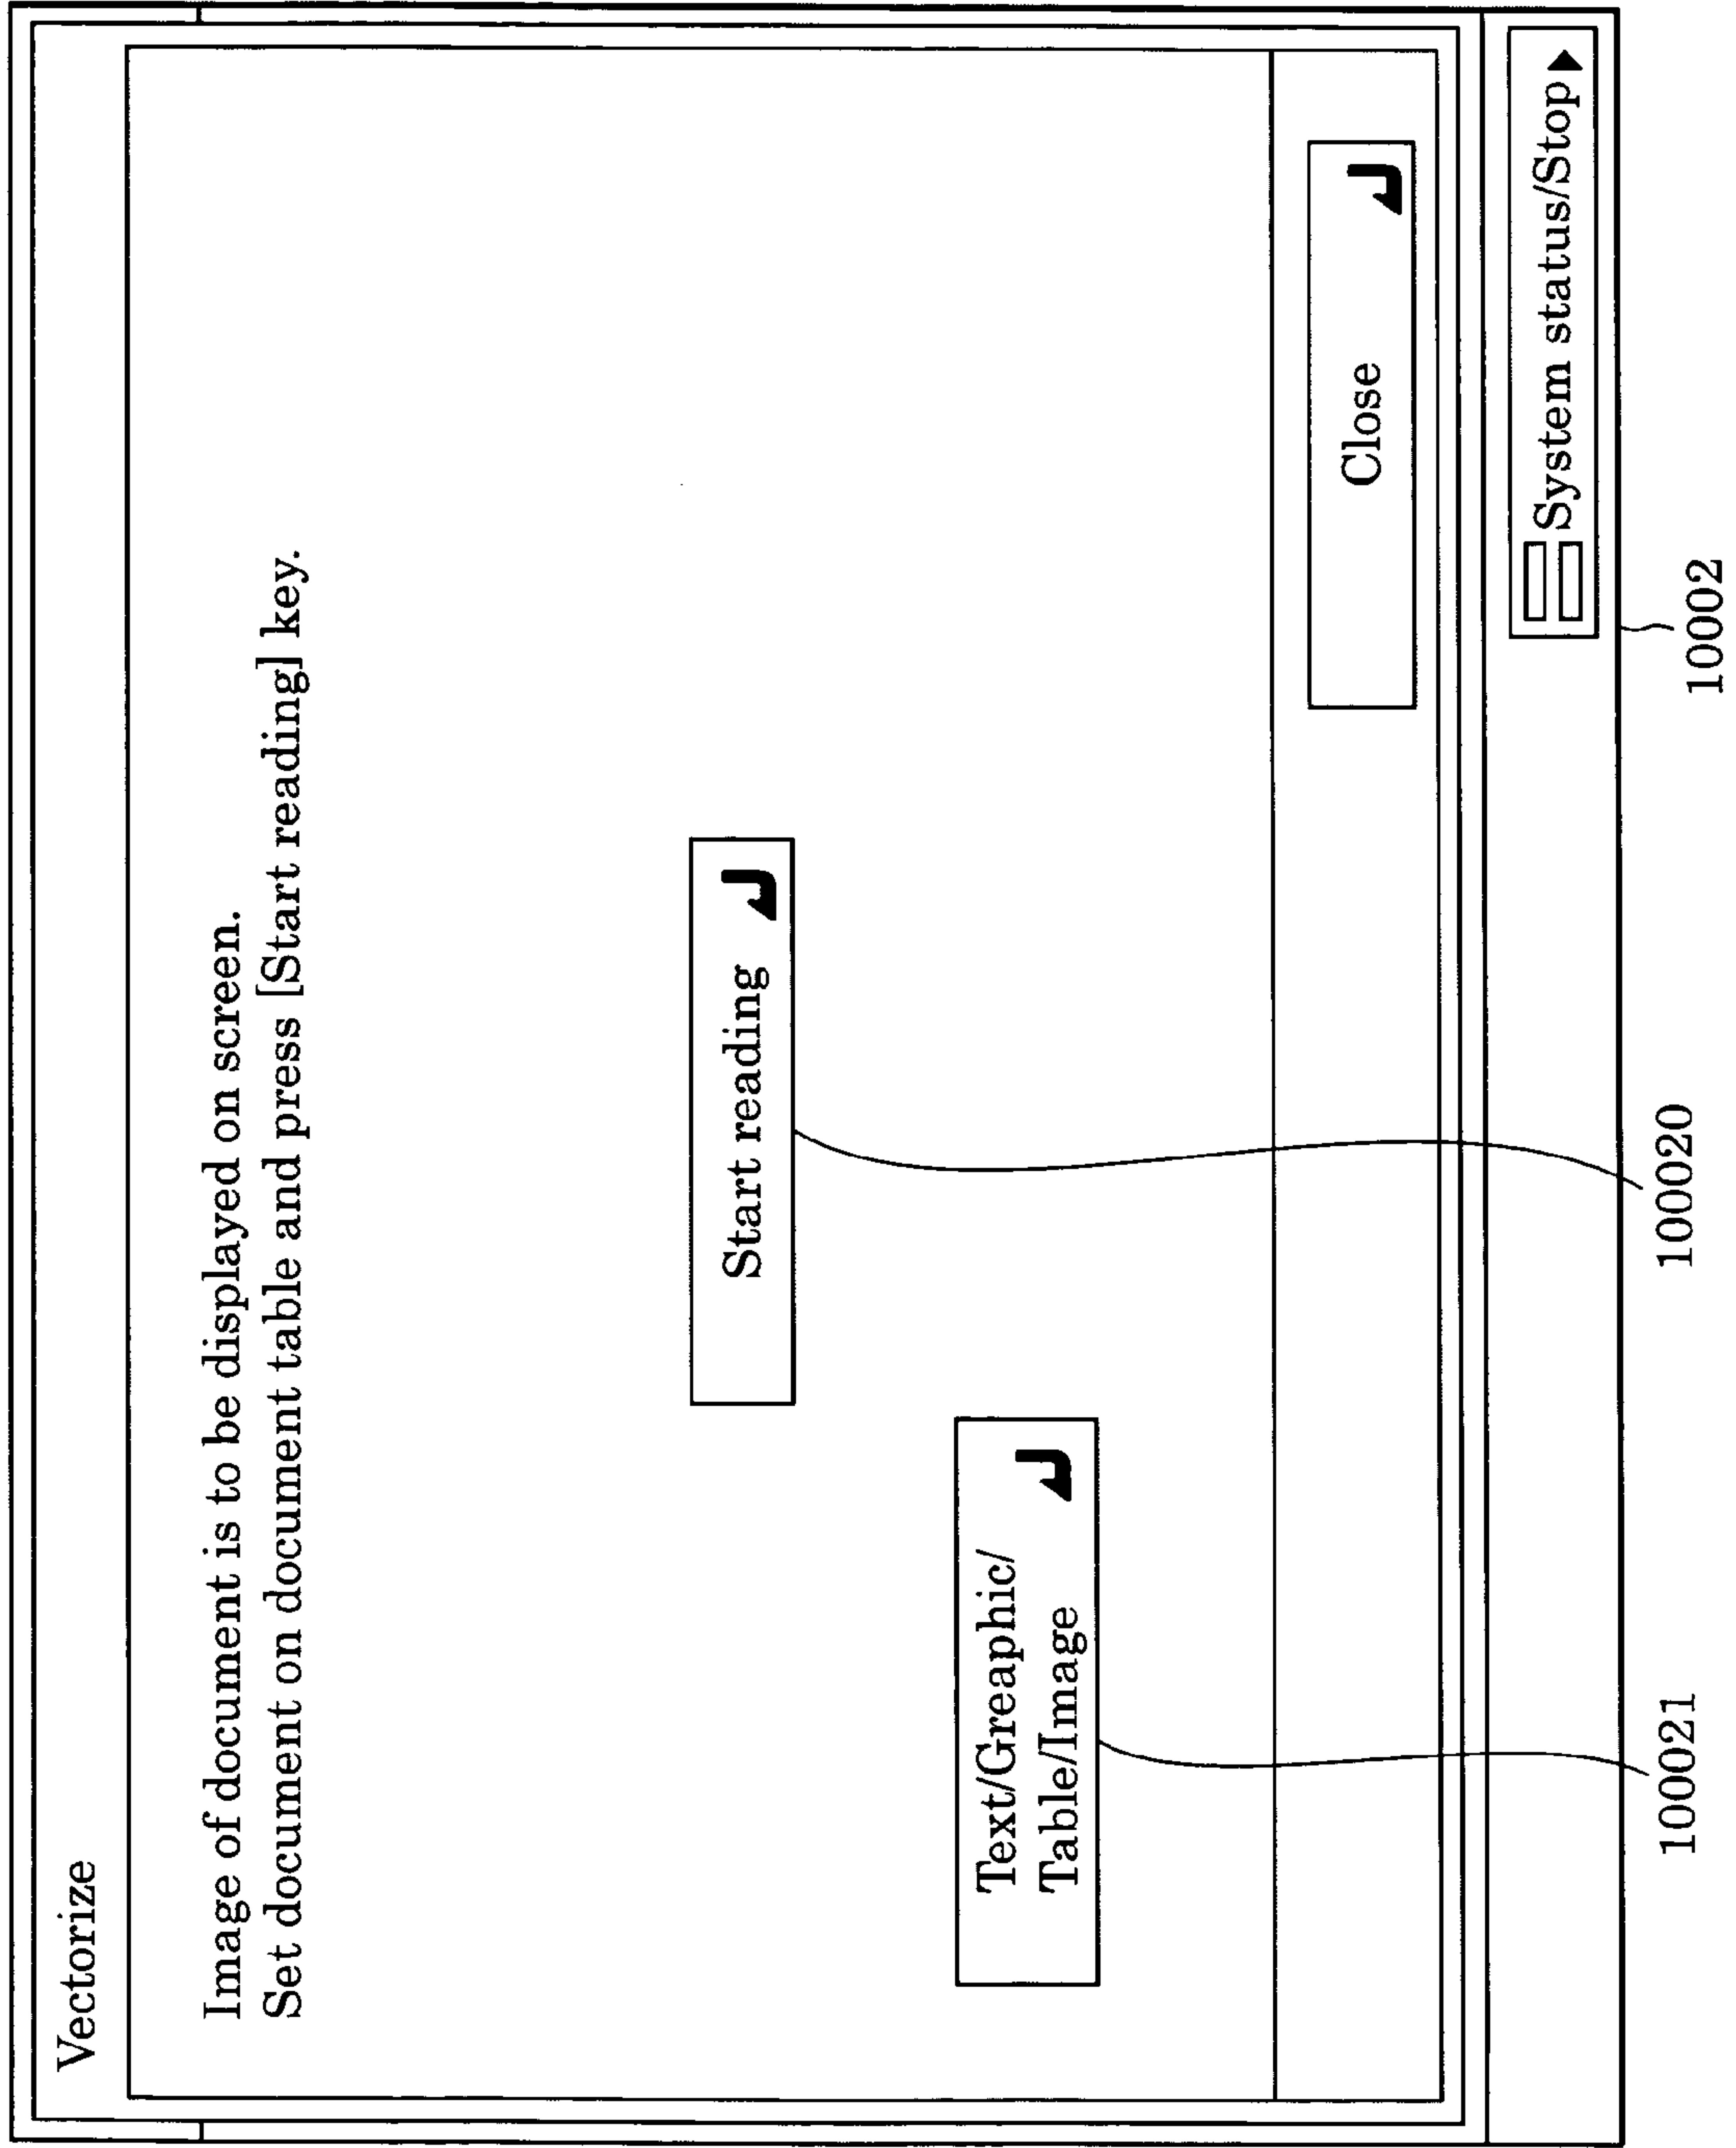 Vectorize
Image of document is to be displayed on screen.
Set document on document table and press [Start reading] key.
Start reading
Text/Greaphic/
Table/Image
Close
System status/Stop
100021
100020
10002